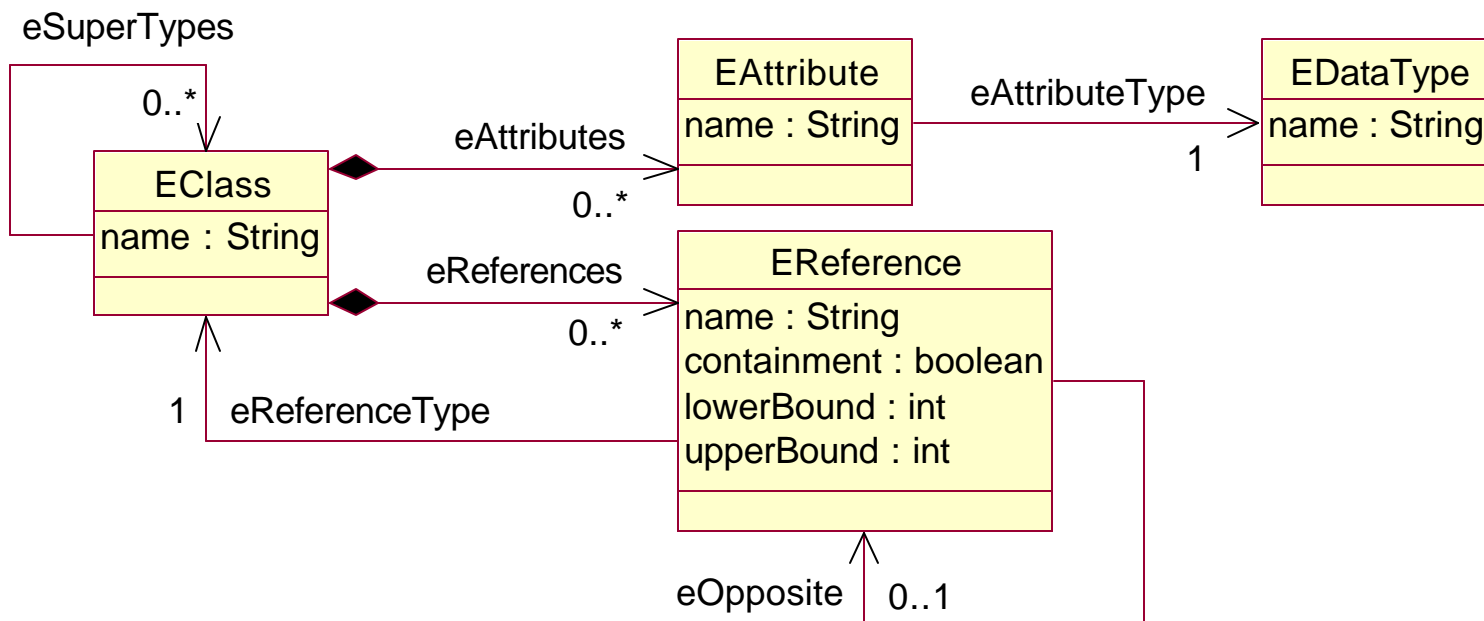 eSuperTypes
0..*
EClass
name : String
eAttributes
0..*
EAttribute
name : String
eAttributeType
1
EDataType
name : String
eReferences
0..*
EReference
name : String
containment : boolean
lowerBound : int
upperBound : int
1
eReferenceType
eOpposite
0..1